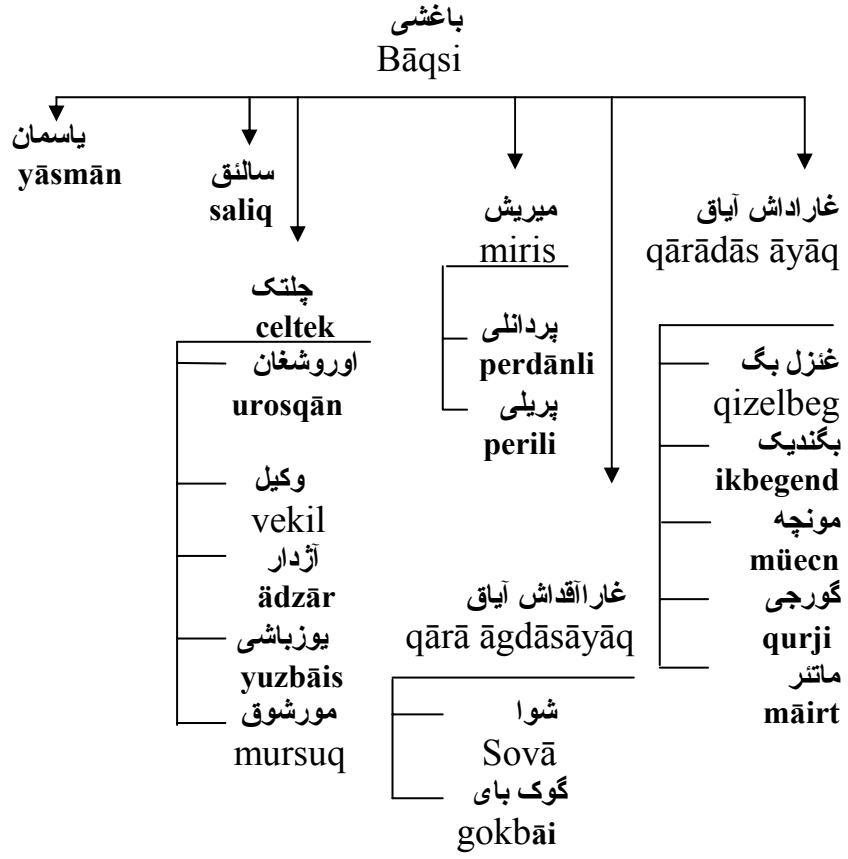 باغشی
Bāqsi
یاسمان
yāsmān
سالئق
saliq
چلتک
celtek
اوروشغان
urosqān
وکیل
vekil
آژدار
ädzār
یوزباشی
yuzbāis
مورشوق
mursuq
میریش
miris
پردانلی
perdānli
پریلی
perili
غاراآقداش آیاق
qārā āgdāsāyāq
شوا
Sovā
گوک بای
gokbāi
غاراداش آیاق
qārādās āyāq
غئزل بگ
qizelbeg
بگندیک
ikbegend
مونچه
müecn
گورجی
qurji
ماتئر
māirt